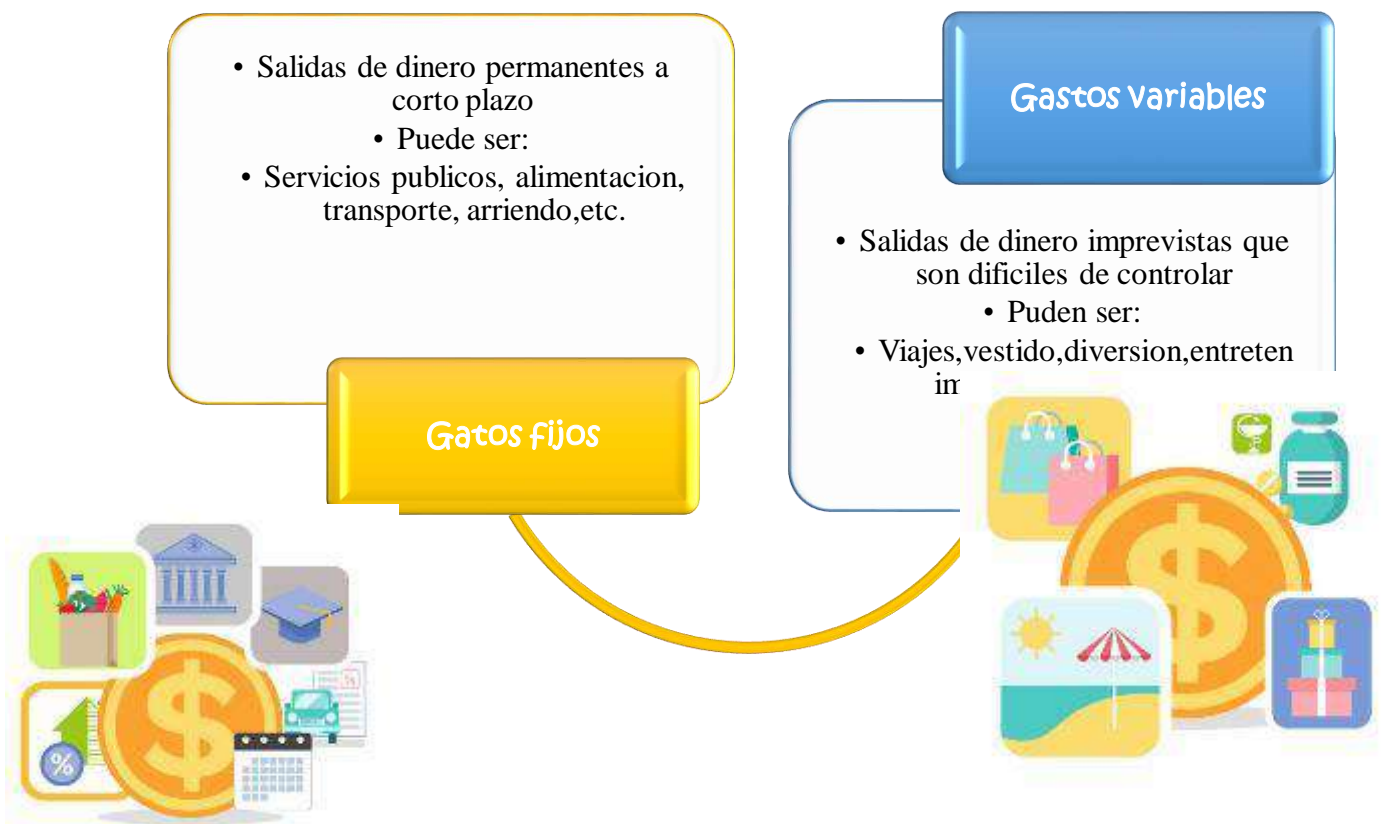 • Salidas de dinero permanentes a
corto plazo
• Puede ser:
• Servicios publicos, alimentacion,
transporte, arriendo,etc.
Gatos fijos
Gastos variables
• Salidas de dinero imprevistas que
son dificiles de controlar
• Puden ser:
• Viajes,vestido,diversion,entreten
im
%
$
$